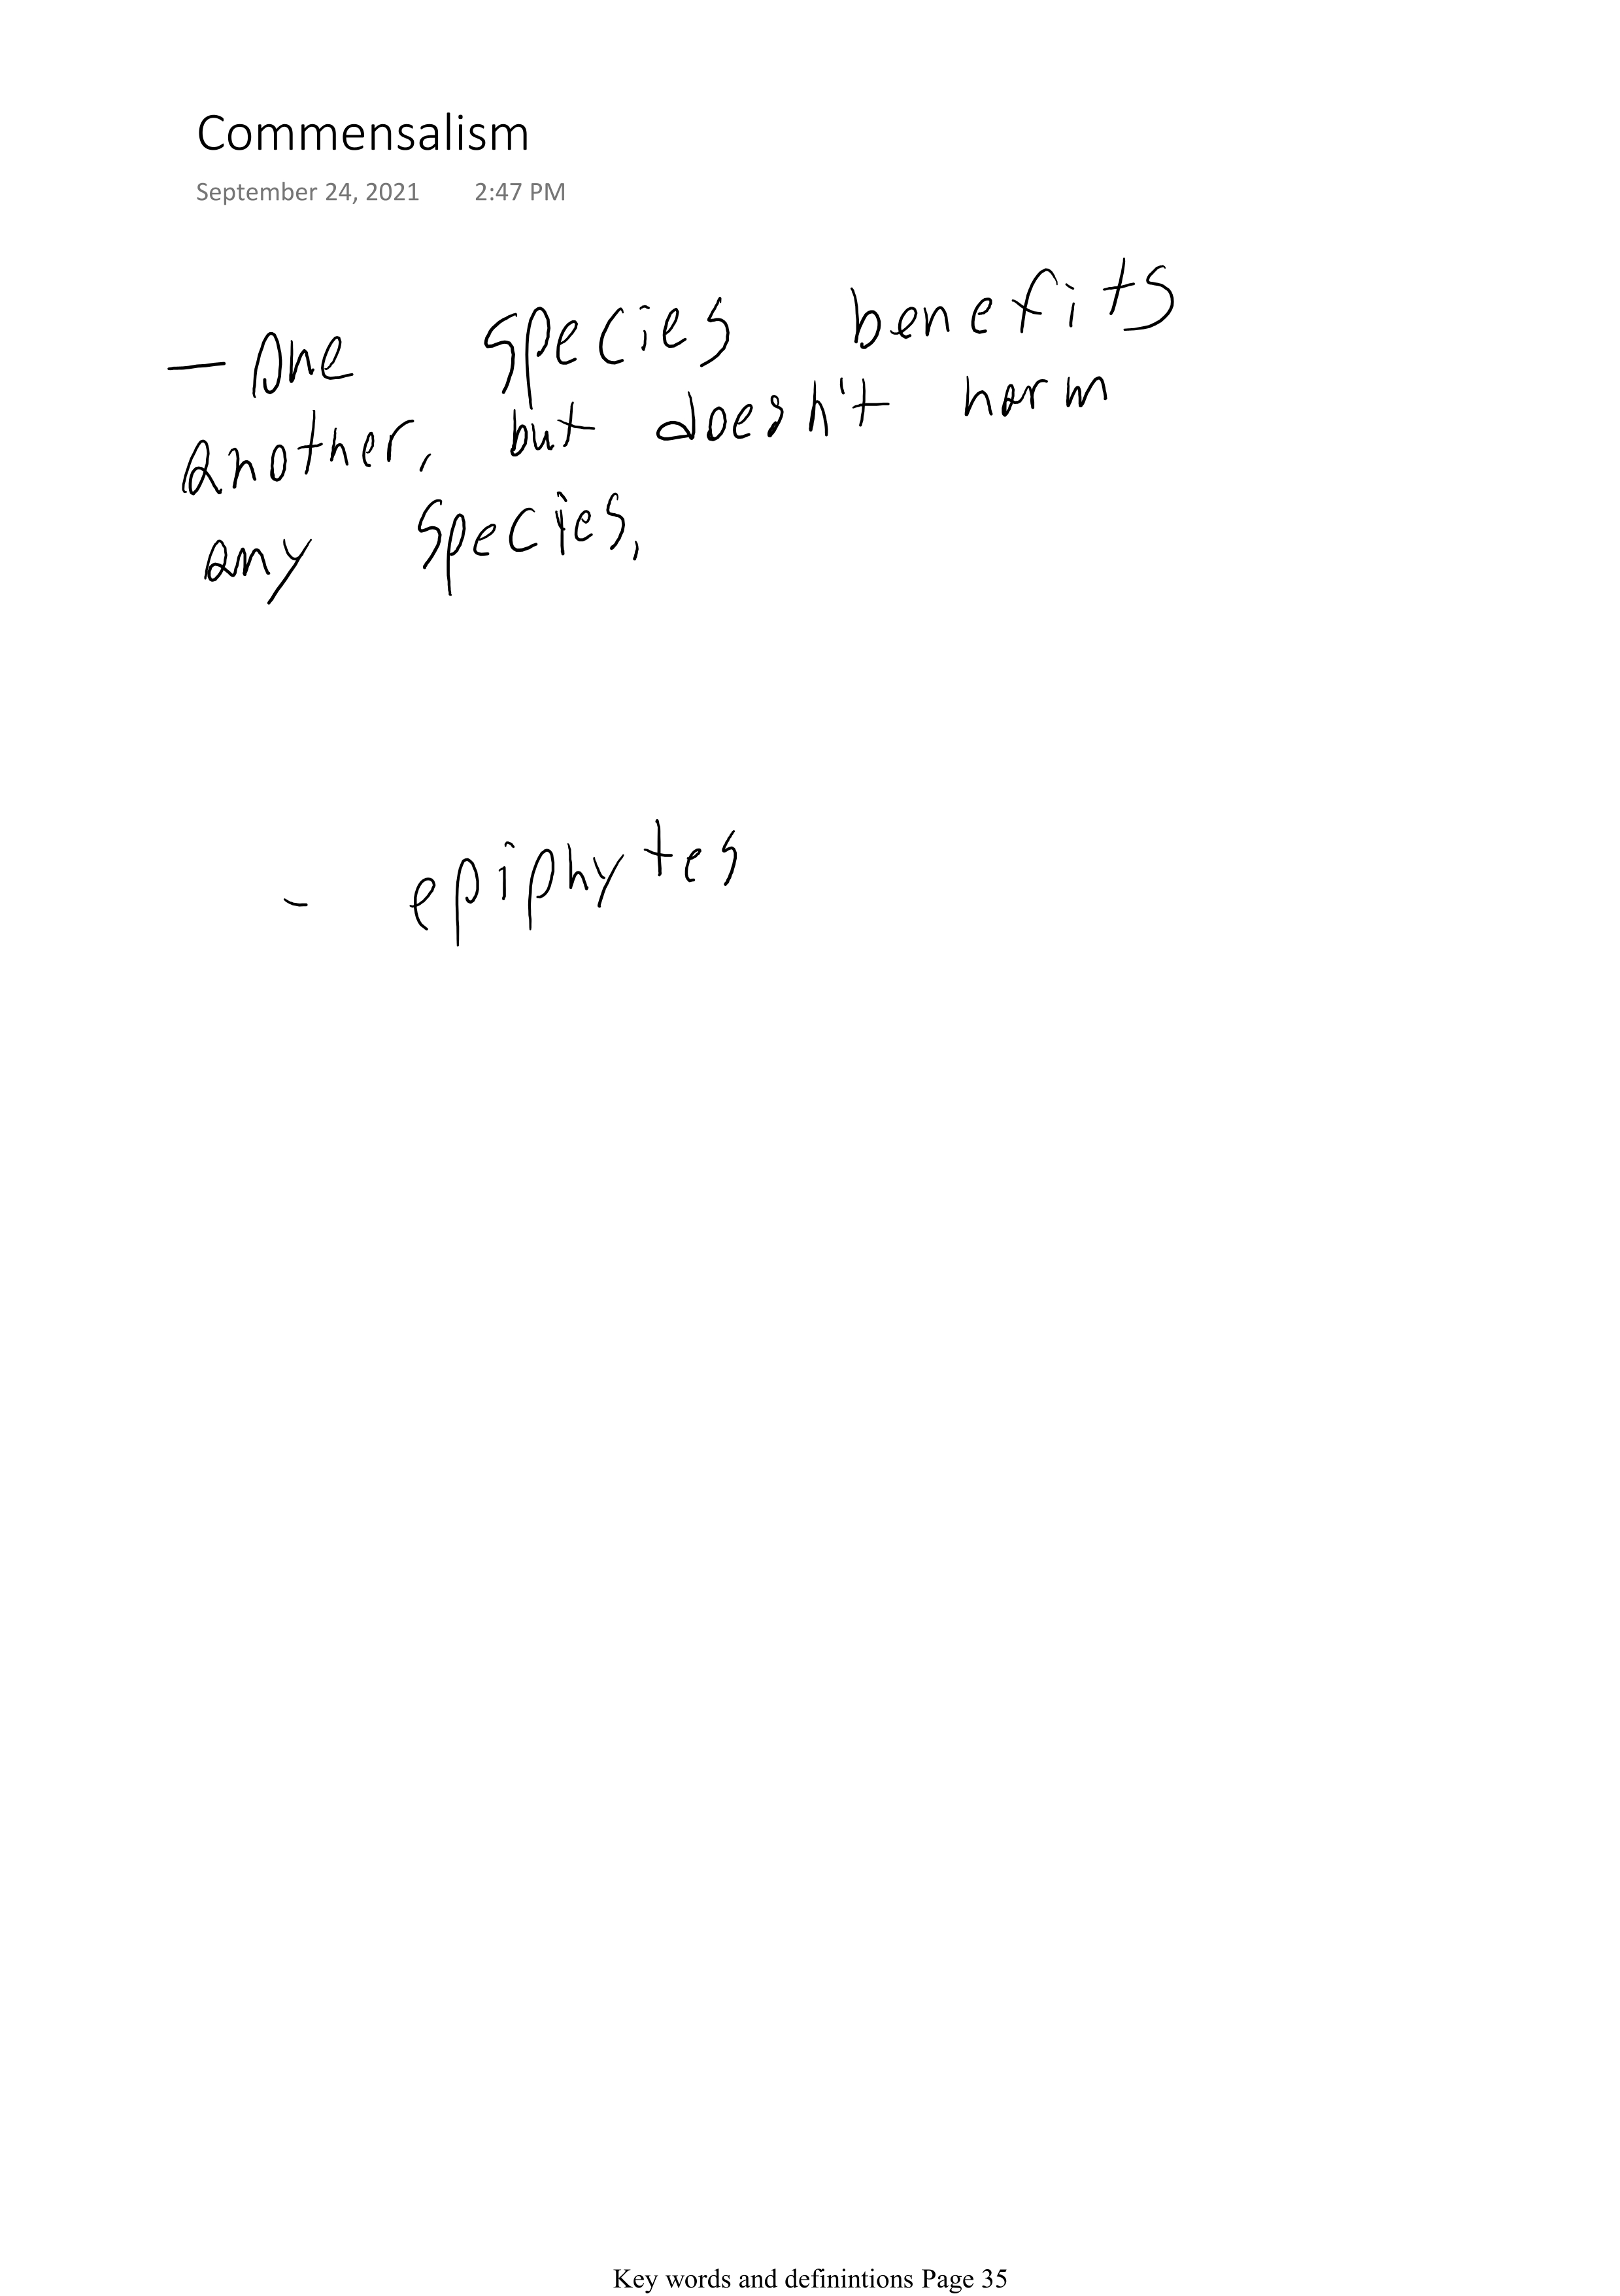 Commensalism
September 24, 2021 2:47 PM
- One species benefits
another, but doesn't harm
any species.
- epiphytes
Key words and definintions Page 35